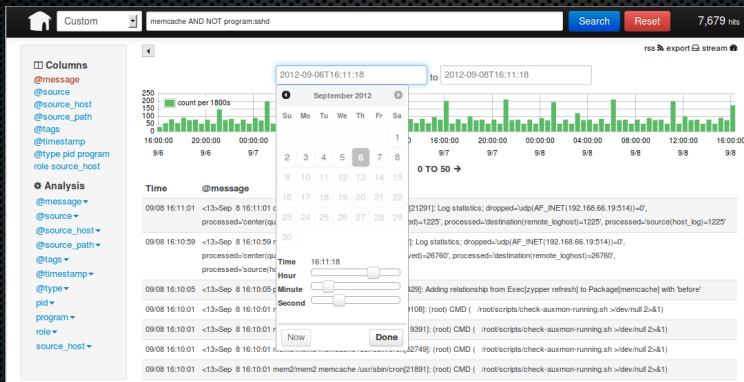 Custom
memcache AND NOT program:sshd
Search
Reset
7,679 hits
rss export stream
Columns
@message
@source
@source_host
@source_path
@tags
@timestamp
@type pid program
role source_host
Analysis
@message
@source
@source_host
@source_path
@tags
@timestamp
@type
pid
program
role
source_host
2012-09-06T16:11:18 to 2012-09-08T16:11:18
250
200
150
100
50
0
count per 1800s
16:00:00 20:00:00 00:00:00
9/6 9/6 9/7
16:00:00 20:00:00 00:00:00 04:00:00 08:00:00 12:00:00 16:00:00
9/7 9/7 9/8 9/8 9/8 9/8
September 2012
Su Mo Tu We Th Fr Sa
1
2 3 4 5 6 7 8
9 10 11 12 13 14 15
16 17 18 19 20 21 22
23 24 25 26 27 28 29
30
Time 16:11:18
Hour
Minute
Second
Now Done
0 TO 50
Time @message
09/08 16:11:01 <13>Sep 8 16:11:01 [21291]: Log statistics; dropped='udp(AF_INET(192.168.66.19:514))=0',
processed='center(qu ved)=1225', processed='destination(remote_loghost)=1225', processed='source(host_log)=1225'
09/08 16:10:59 <13>Sep 8 16:10:59 ]: Log statistics; dropped='udp(AF_INET(192.168.66.19:514))=0',
processed='center(qu ved)=26760', processed='destination(remote_loghost)=26760',
processed='source(ho
09/08 16:10:05 <13>Sep 8 16:10:05 429]: Adding relationship from Exec[zypper refresh] to Package[memcache] with 'before'
09/08 16:10:01 <13>Sep 8 16:10:01 9108]: (root) CMD ( /root/scripts/check-auxmon-running.sh >/dev/null 2>&1)
09/08 16:10:01 <13>Sep 8 16:10:01 9391]: (root) CMD ( /root/scripts/check-auxmon-running.sh >/dev/null 2>&1)
09/08 16:10:01 <13>Sep 8 16:10:01 [32749]: (root) CMD ( /root/scripts/check-auxmon-running.sh >/dev/null 2>&1)
09/08 16:10:01 <13>Sep 8 16:10:01 mem2/mem2 memcache /usr/sbin/cron[21891]: (root) CMD ( /root/scripts/check-auxmon-running.sh >/dev/null 2>&1)